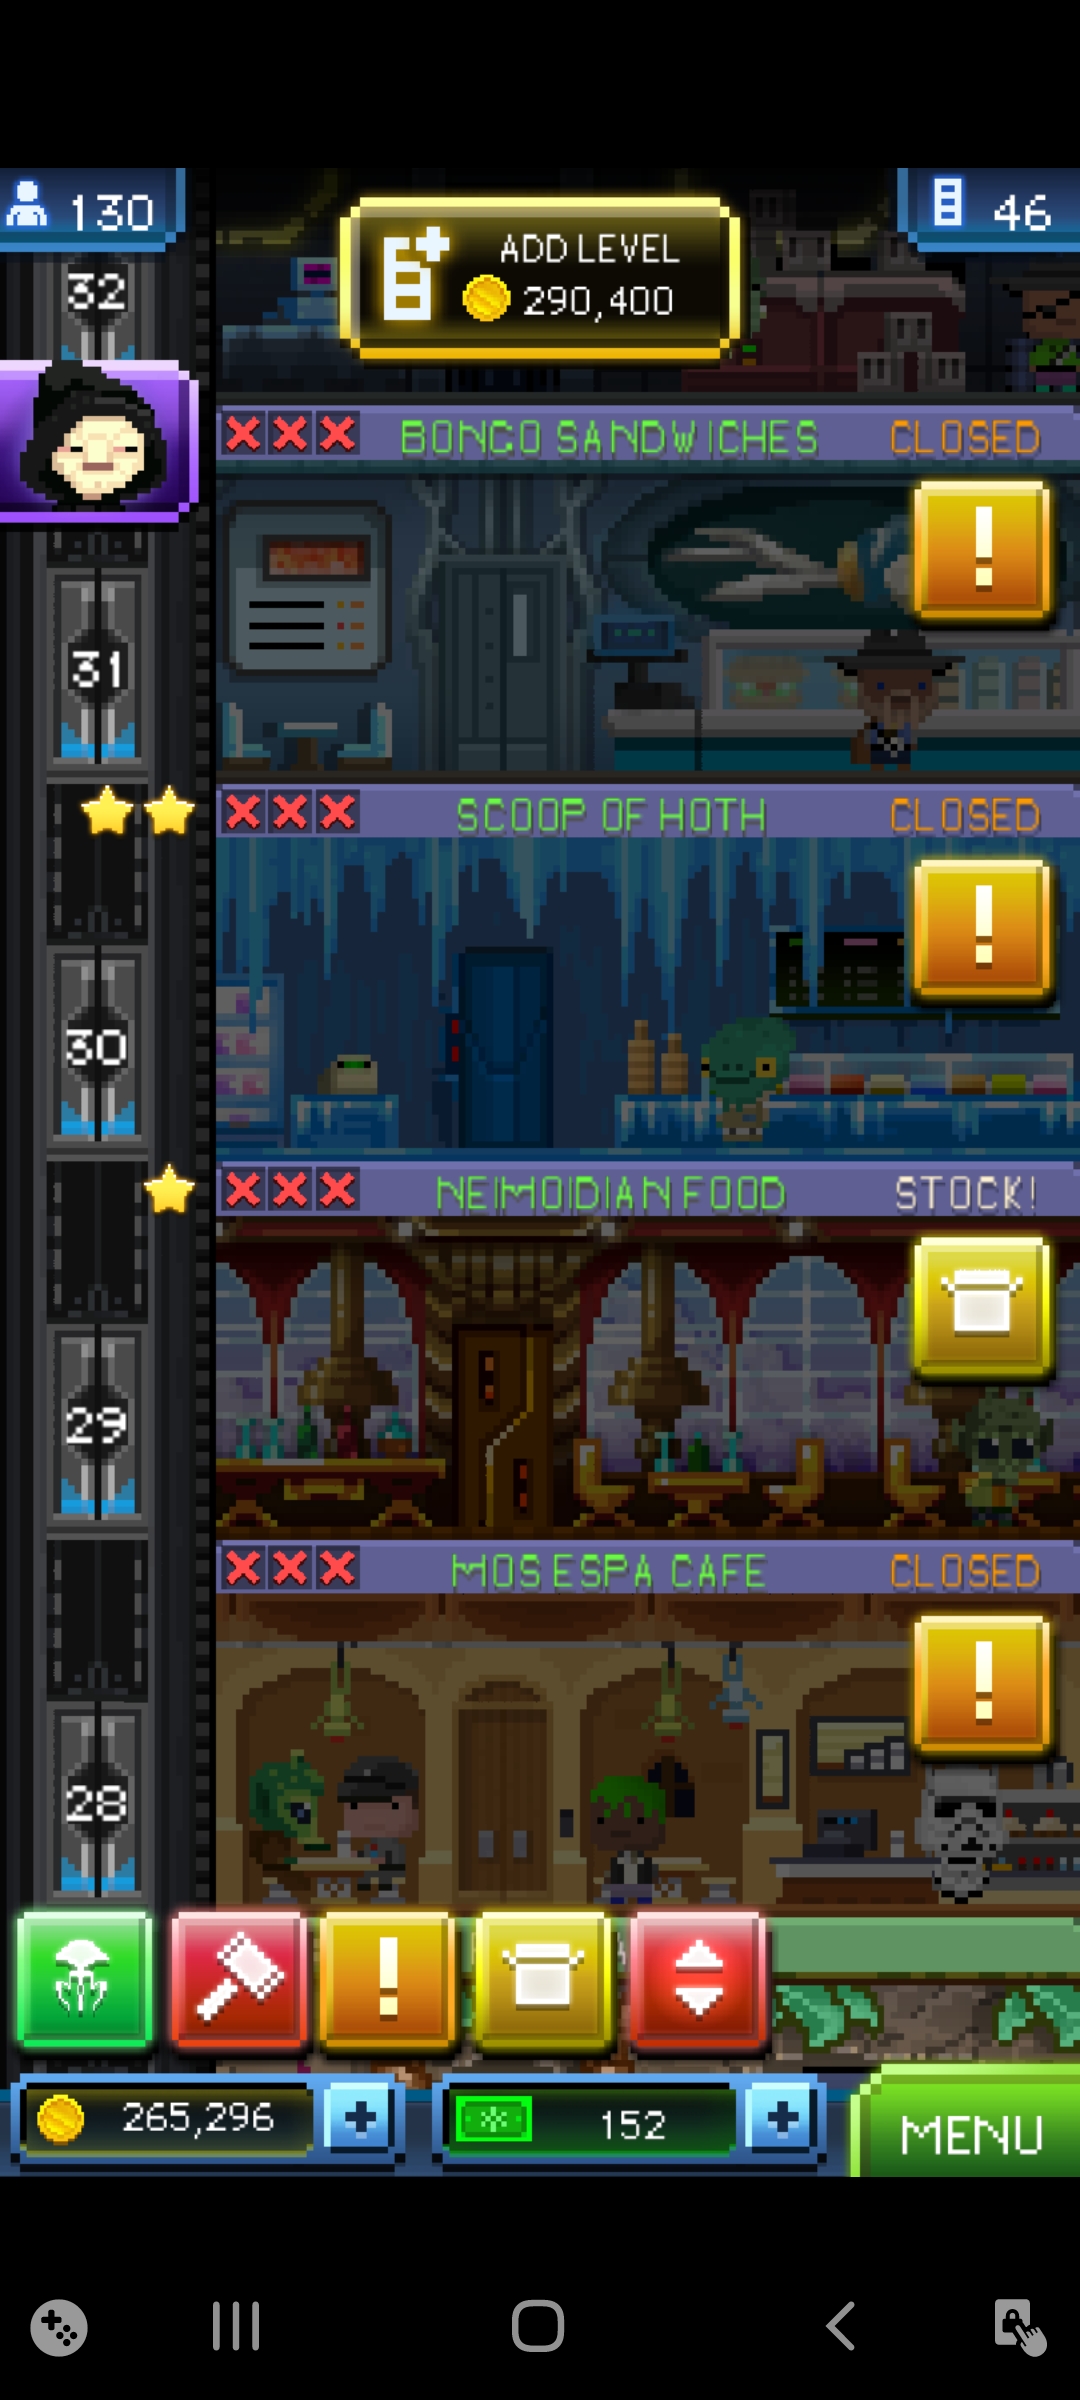 130
46
ADD LEVEL
290,400
32
BONGO SANDWICHES CLOSED
31
SCOOP OF HOTH CLOSED
30
NEIMOIDIAN FOOD STOCK!
29
MOS ESPA CAFE CLOSED
28
265,296
152
MENU